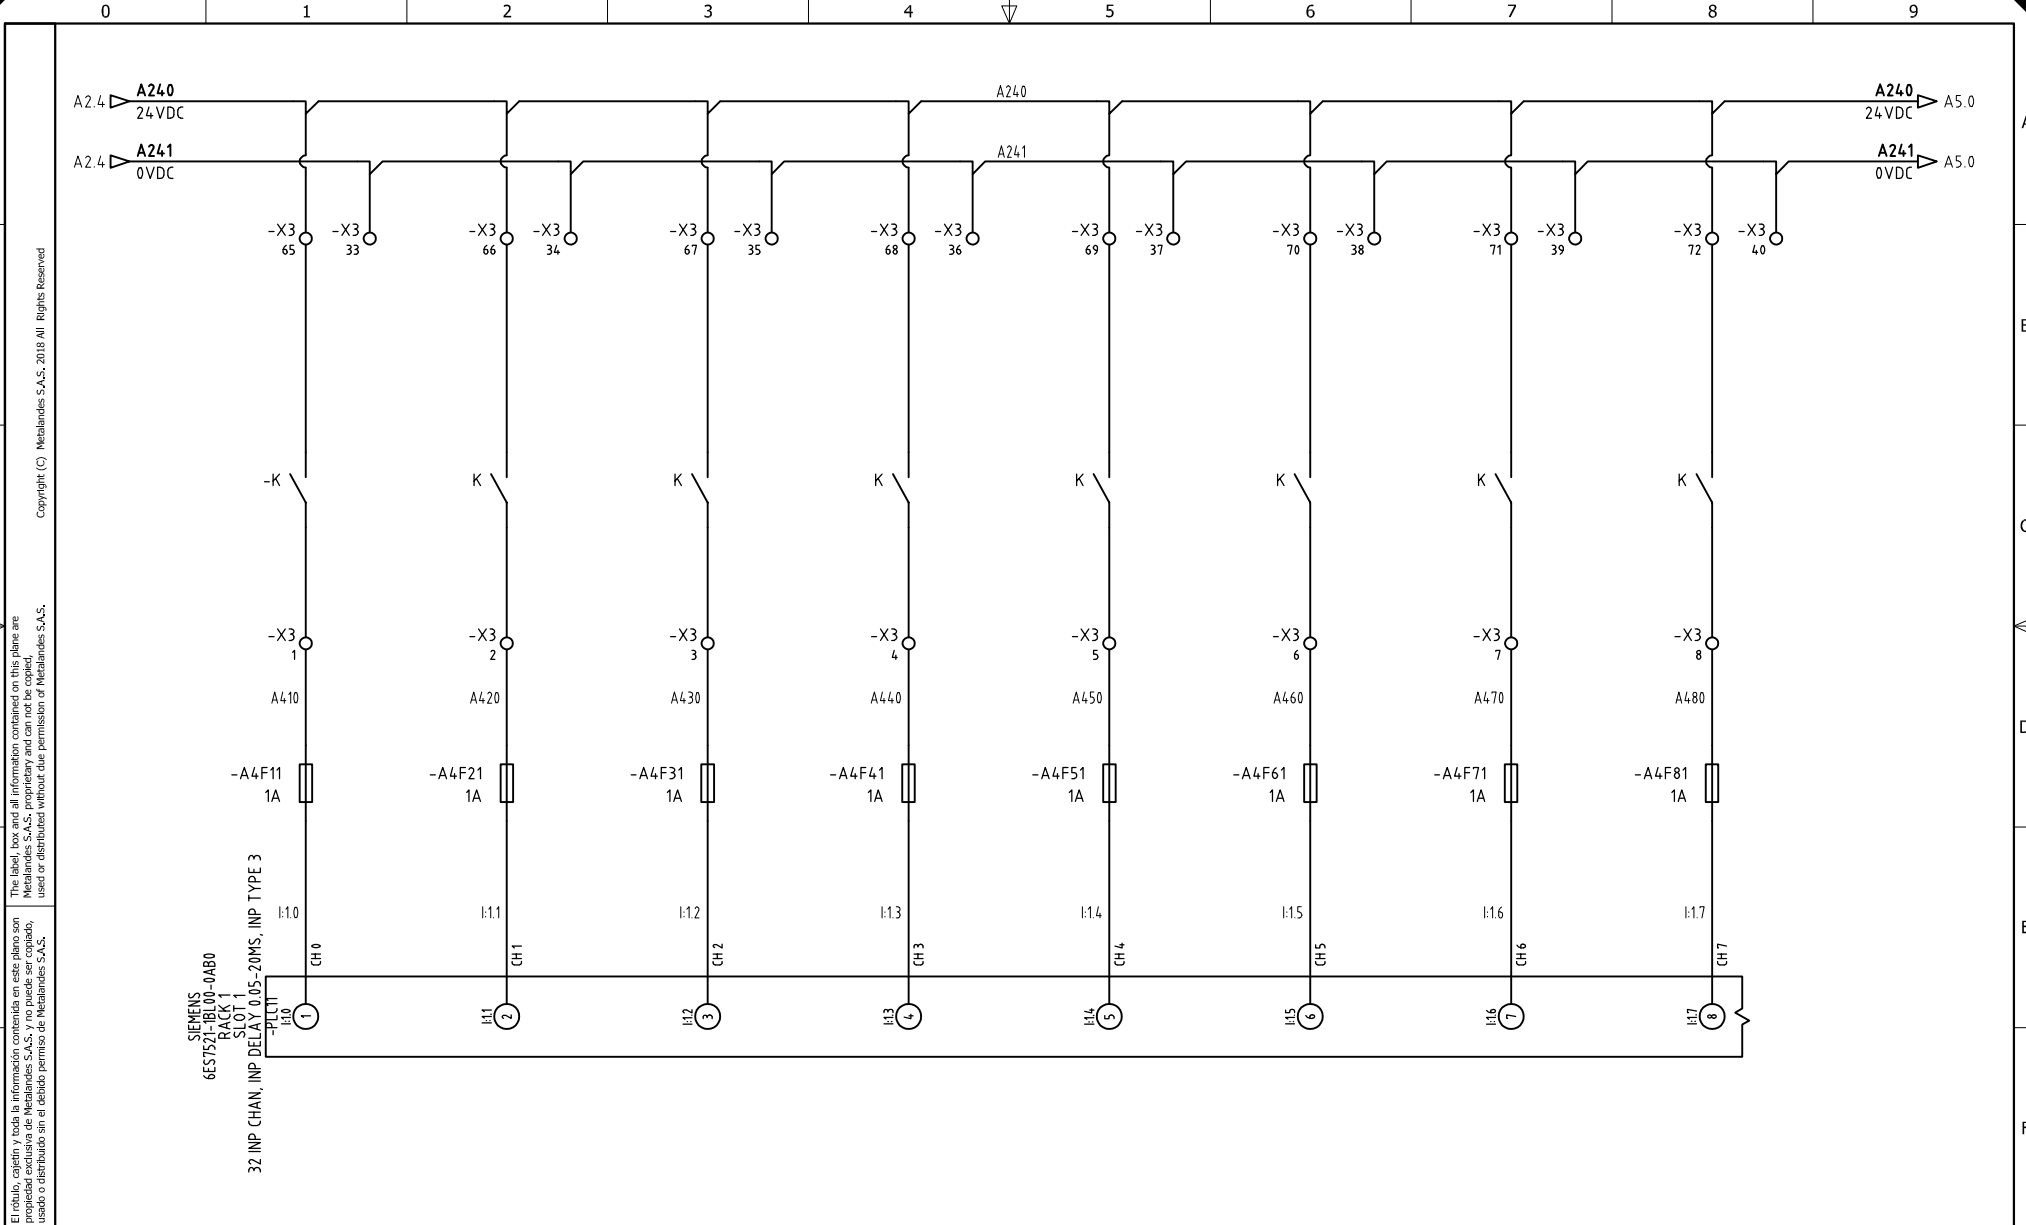 0 1 2 3 4 5 6 7 8 9
A2.4 A240 A240 A240 A5.0
24VDC 24VDC
A2.4 A241 A241 A241 A5.0
0VDC 0VDC
-X3 -X3 -X3 -X3 -X3 -X3 -X3 -X3 -X3 -X3 -X3 -X3 -X3 -X3 -X3 -X3
65 33 66 34 67 35 68 36 69 37 70 38 71 39 72 40
-K K K K K K K K
-X3 -X3 -X3 -X3 -X3 -X3 -X3 -X3
1 2 3 4 5 6 7 8
A410 A420 A430 A440 A450 A460 A470 A480
-A4F11 -A4F21 -A4F31 -A4F41 -A4F51 -A4F61 -A4F71 -A4F81
1A 1A 1A 1A 1A 1A 1A 1A
I:1.0 I:1.1 I:1.2 I:1.3 I:1.4 I:1.5 I:1.6 I:1.7
CH 0 CH 1 CH 2 CH 3 CH 4 CH 5 CH 6 CH 7
I:1.0 I:1.1 I:1.2 I:1.3 I:1.4 I:1.5 I:1.6 I:1.7
1 2 3 4 5 6 7 8
SIEMENS
6ES7521-1BL00-0AB0
RACK 1
SLOT 1
32 INP CHAN, INP DELAY 0.05-20MS, INP TYPE 3
-PLC11
Copyright (C) Metalandes S.A.S. 2018 All Rights Reserved
The label, box and all information contained on this plane are
Metalandes S.A.S. proprietary and can not be copied,
used or distributed without due permission of Metalandes S.A.S.
El rótulo, cajetín y toda la información contenida en este plano son
propiedad exclusiva de Metalandes S.A.S. y no puede ser copiado,
usado o distribuido sin el debido permiso de Metalandes S.A.S.